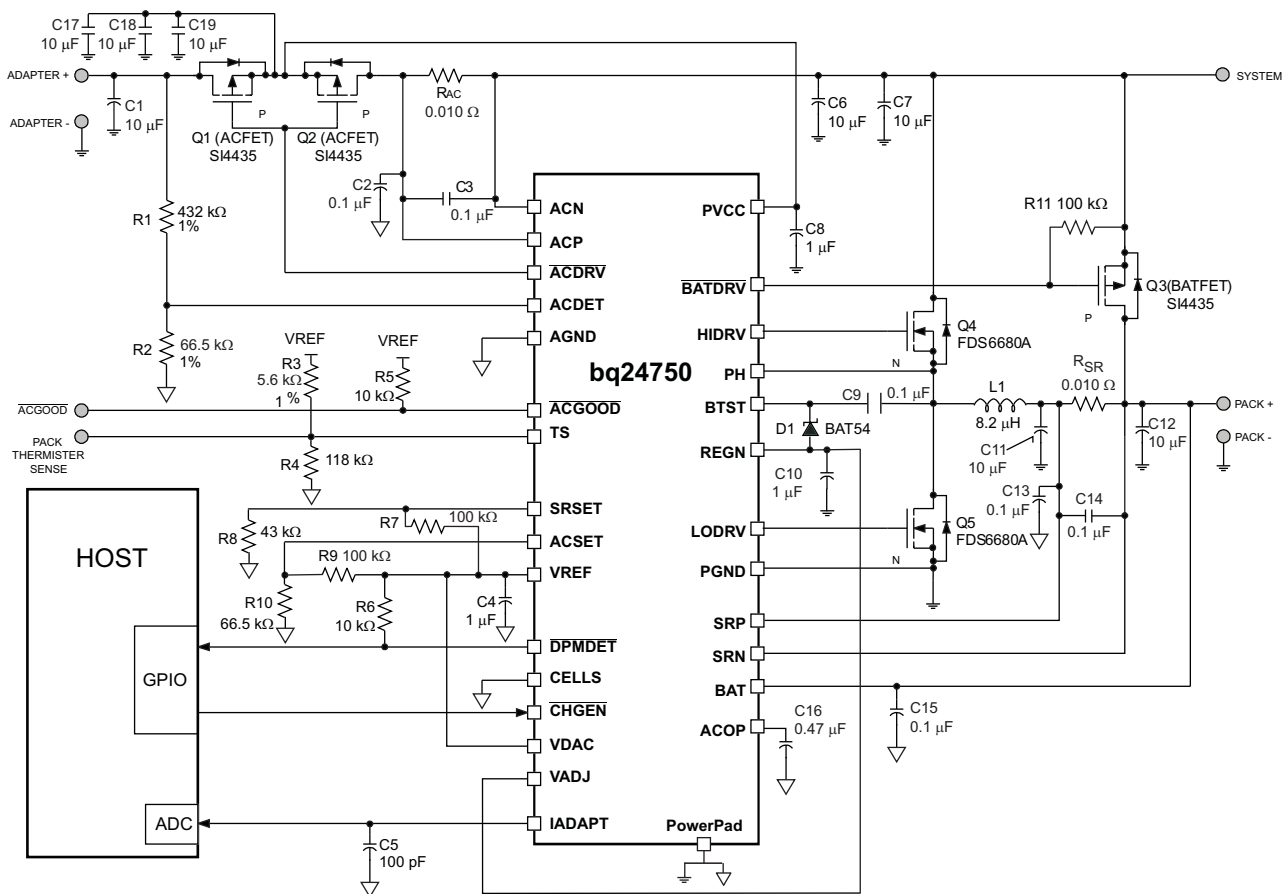 C17
10 μF
C18
10 μF
C19
10 μF
ADAPTER +
C1
10 μF
ADAPTER -
P
Q1 (ACFET)
SI4435
P
Q2 (ACFET)
SI4435
RAC
0.010 Ω
C6
10 μF
C7
10 μF
SYSTEM
C2
0.1 μF
C3
0.1 μF
R1
432 kΩ
1%
R2
66.5 kΩ
1%
VREF
R3
5.6 kΩ
1 %
VREF
R5
10 kΩ
ACGOOD
PACK
THERMISTER
SENSE
R4
118 kΩ
bq24750
ACN
ACP
ACDRV
ACDET
AGND
ACGOOD
TS
SRSET
ACSET
VREF
DPMDET
CELLS
CHGEN
VDAC
VADJ
IADAPT
PVCC
BATDRV
HIDRV
PH
BTST
REGN
LODRV
PGND
SRP
SRN
BAT
ACOP
PowerPad
C8
1 μF
R11 100 kΩ
Q3(BATFET)
SI4435
P
Q4
FDS6680A
N
C9
0.1 μF
L1
8.2 μH
RSR
0.010 Ω
PACK +
PACK -
C12
10 μF
D1
BAT54
C10
1 μF
C11
10 μF
C13
0.1 μF
C14
0.1 μF
Q5
FDS6680A
N
C15
0.1 μF
C16
0.47 μF
HOST
GPIO
ADC
R7
100 kΩ
R8
43 kΩ
R9 100 kΩ
R10
66.5 kΩ
R6
10 kΩ
C4
1 μF
C5
100 pF